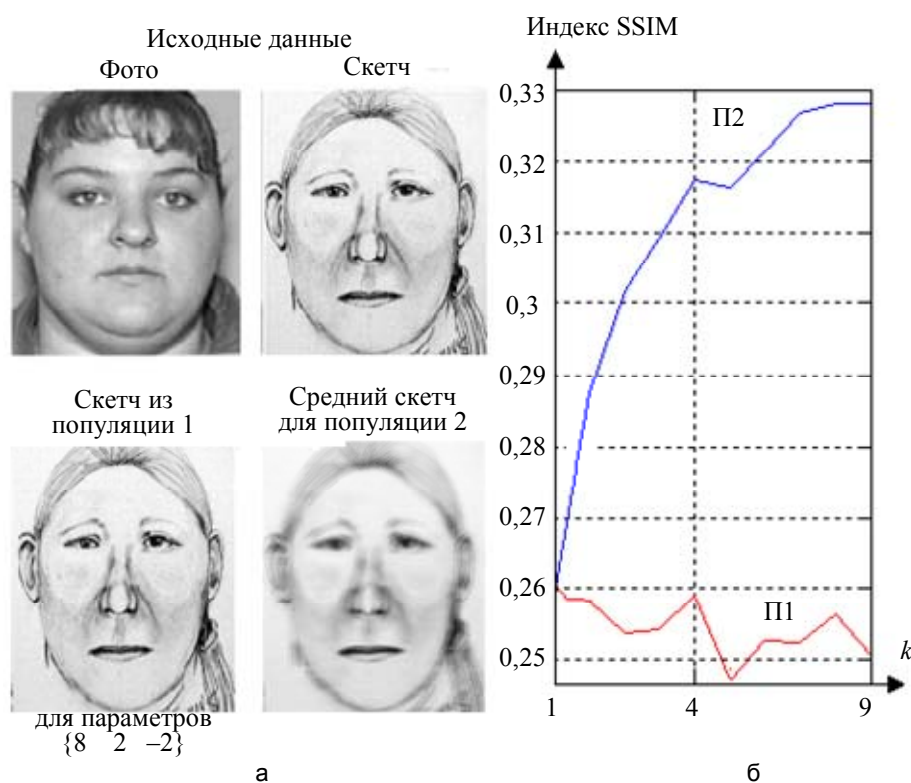 Исходные данные
Фото
Скетч
Скетч из
популяции 1
Средний скетч
для популяции 2
для параметров
{8 2 –2}
а
Индекс SSIM
0,33
0,32
0,31
0,3
0,29
0,28
0,27
0,26
0,25
П2
П1
k
1 4 9
б